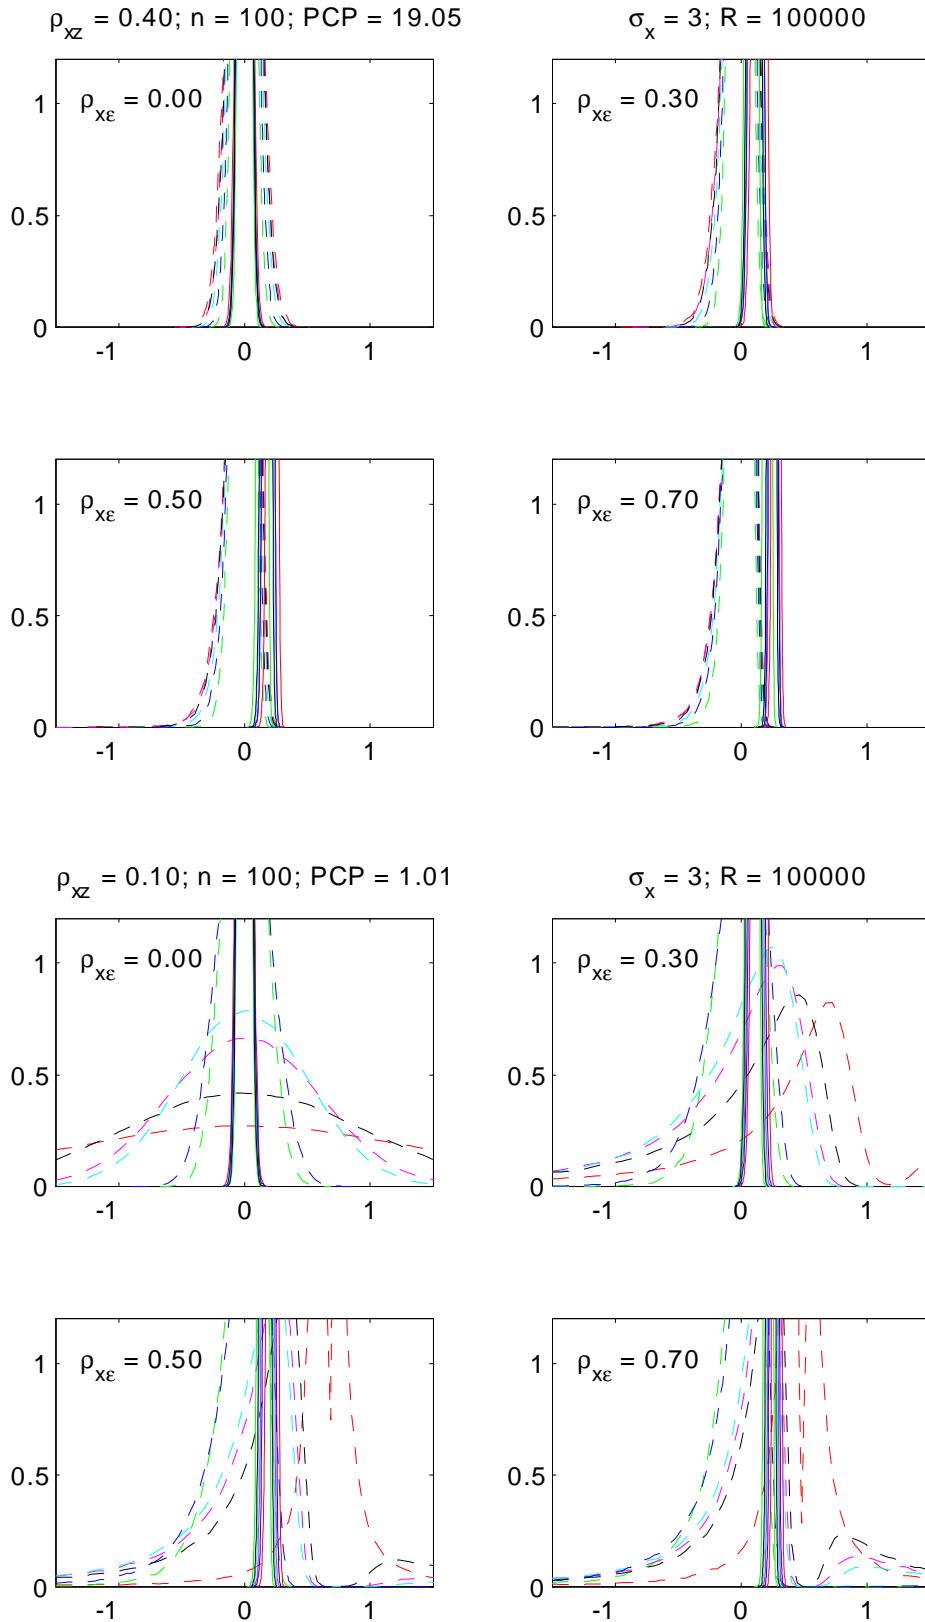 ρxz = 0.40; n = 100; PCP = 19.05
σx = 3; R = 100000
ρxε = 0.00
1
0.5
0
-1 0 1
ρxε = 0.30
1
0.5
0
-1 0 1
ρxε = 0.50
1
0.5
0
-1 0 1
ρxε = 0.70
1
0.5
0
-1 0 1
ρxz = 0.10; n = 100; PCP = 1.01
σx = 3; R = 100000
ρxε = 0.00
1
0.5
0
-1 0 1
ρxε = 0.30
1
0.5
0
-1 0 1
ρxε = 0.50
1
0.5
0
-1 0 1
ρxε = 0.70
1
0.5
0
-1 0 1